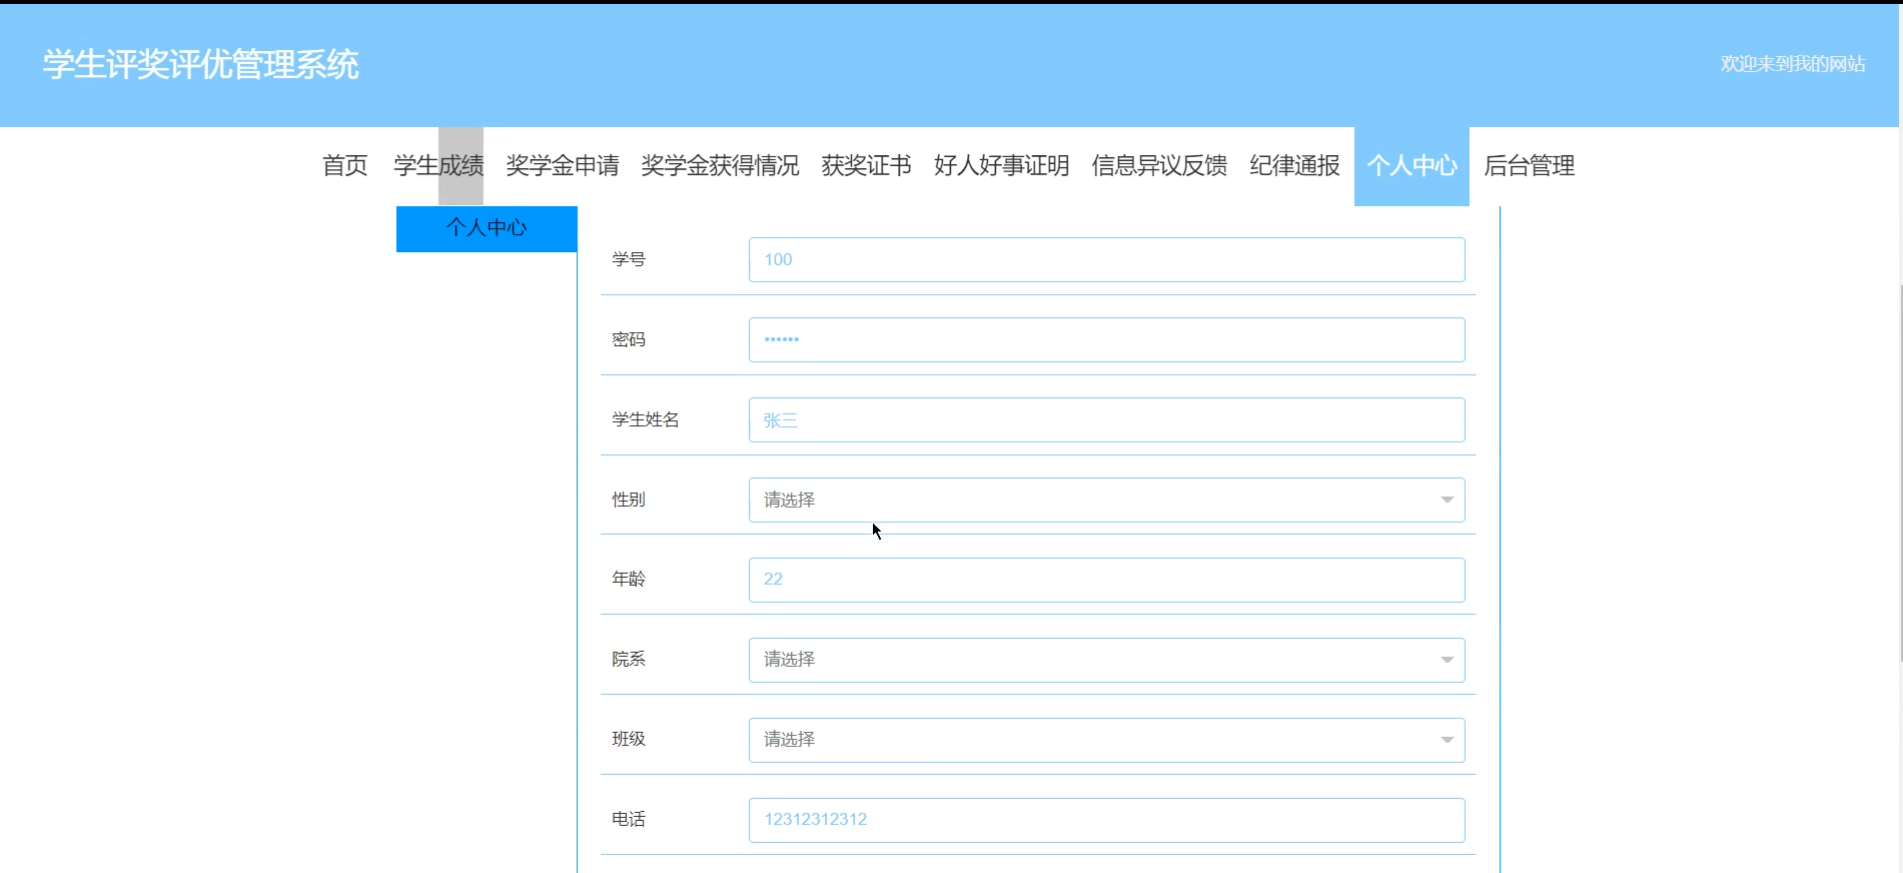 学生评奖评优管理系统
欢迎来到我的网站
首页 学生成绩 奖学金申请 奖学金获得情况 获奖证书 好人好事证明 信息异议反馈 纪律通报 个人中心 后台管理
个人中心
学号 100
密码 ••••••
学生姓名 张三
性别 请选择
年龄 22
院系 请选择
班级 请选择
电话 12312312312